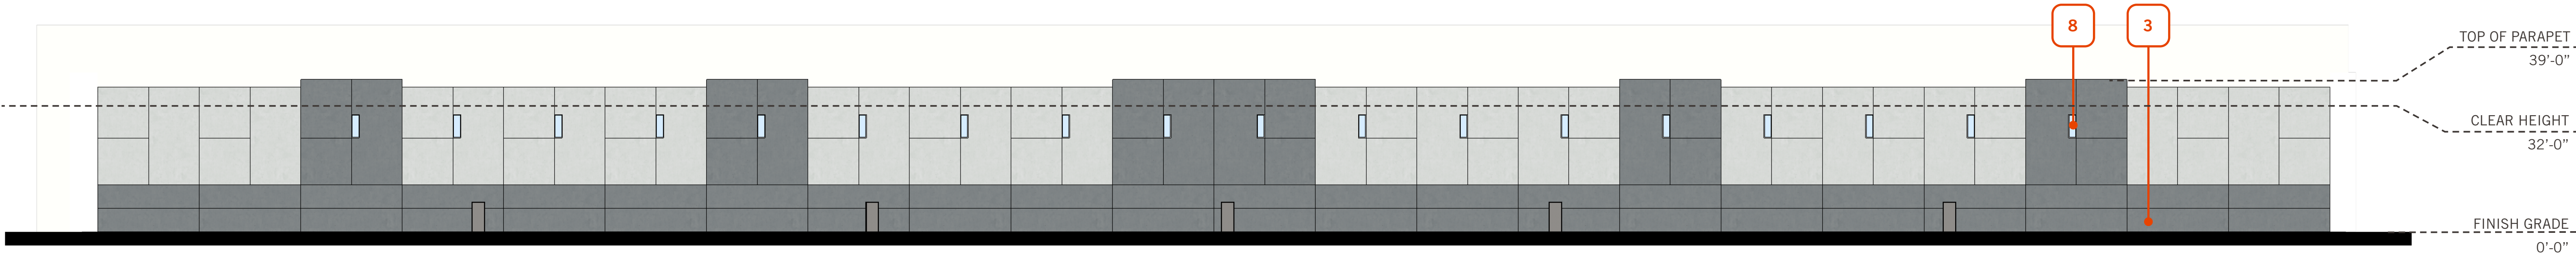 8
3
TOP OF PARAPET
39'-0”
CLEAR HEIGHT
32'-0”
FINISH GRADE
0'-0”